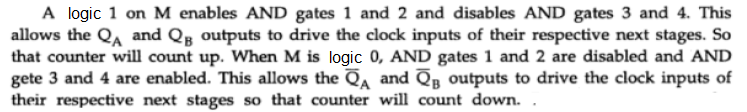 A logic 1 on M enables AND gates 1 and 2 and disables AND gates 3 and 4. This
allows the Q_A and Q_B outputs to drive the clock inputs of their respective next stages. So
that counter will count up. When M is logic 0, AND gates 1 and 2 are disabled and AND
gete 3 and 4 are enabled. This allows the Q̅_A and Q̅_B outputs to drive the clock inputs of
their respective next stages so that counter will count down. .